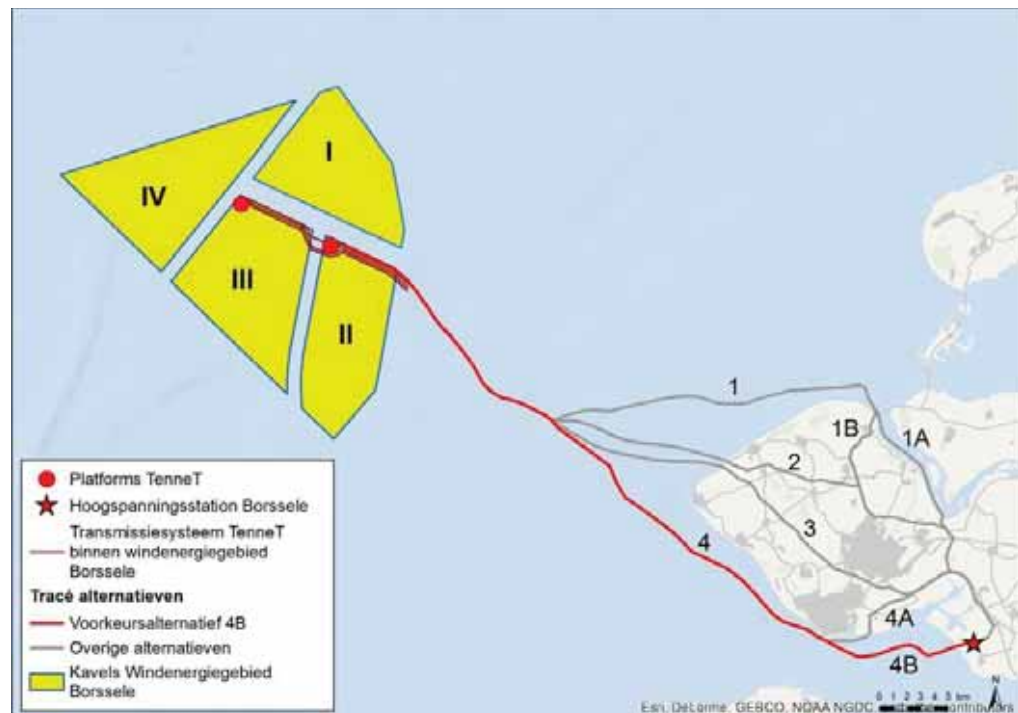 I
IV
III
II
1
1B
1A
2
3
4
4A
4B
Platforms TenneT
Hoogspanningsstation Borssele
Transmissiesysteem TenneT
binnen windenergiegebied
Borssele
Tracé alternatieven
Voorkeursalternatief 4B
Overige alternatieven
Kavels Windenergiegebied
Borssele
N
0 1 2 3 4 5 km
Esri, DeLorme, GEBCO, NOAA NGDC contributors